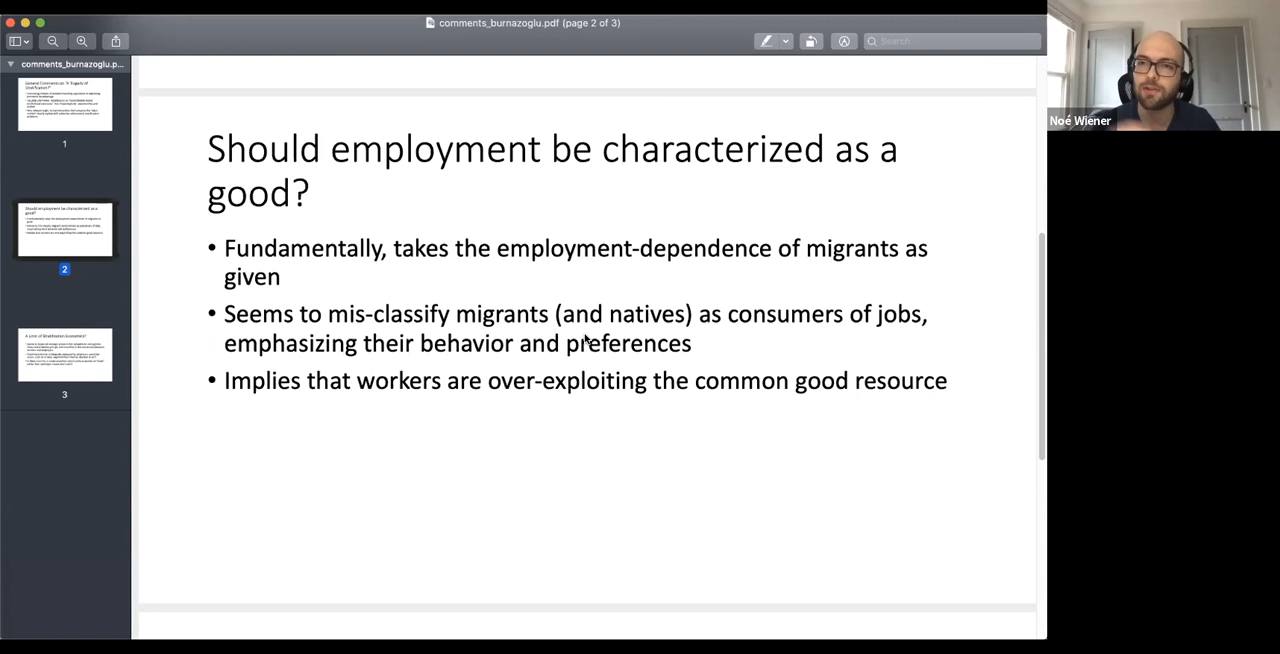 comments_burnazoglu.pdf (page 2 of 3)
Search
comments_burnazoglu.p...
1
2
3
Should employment be characterized as a
good?
• Fundamentally, takes the employment-dependence of migrants as
given
• Seems to mis-classify migrants (and natives) as consumers of jobs,
emphasizing their behavior and preferences
• Implies that workers are over-exploiting the common good resource
Noé Wiener